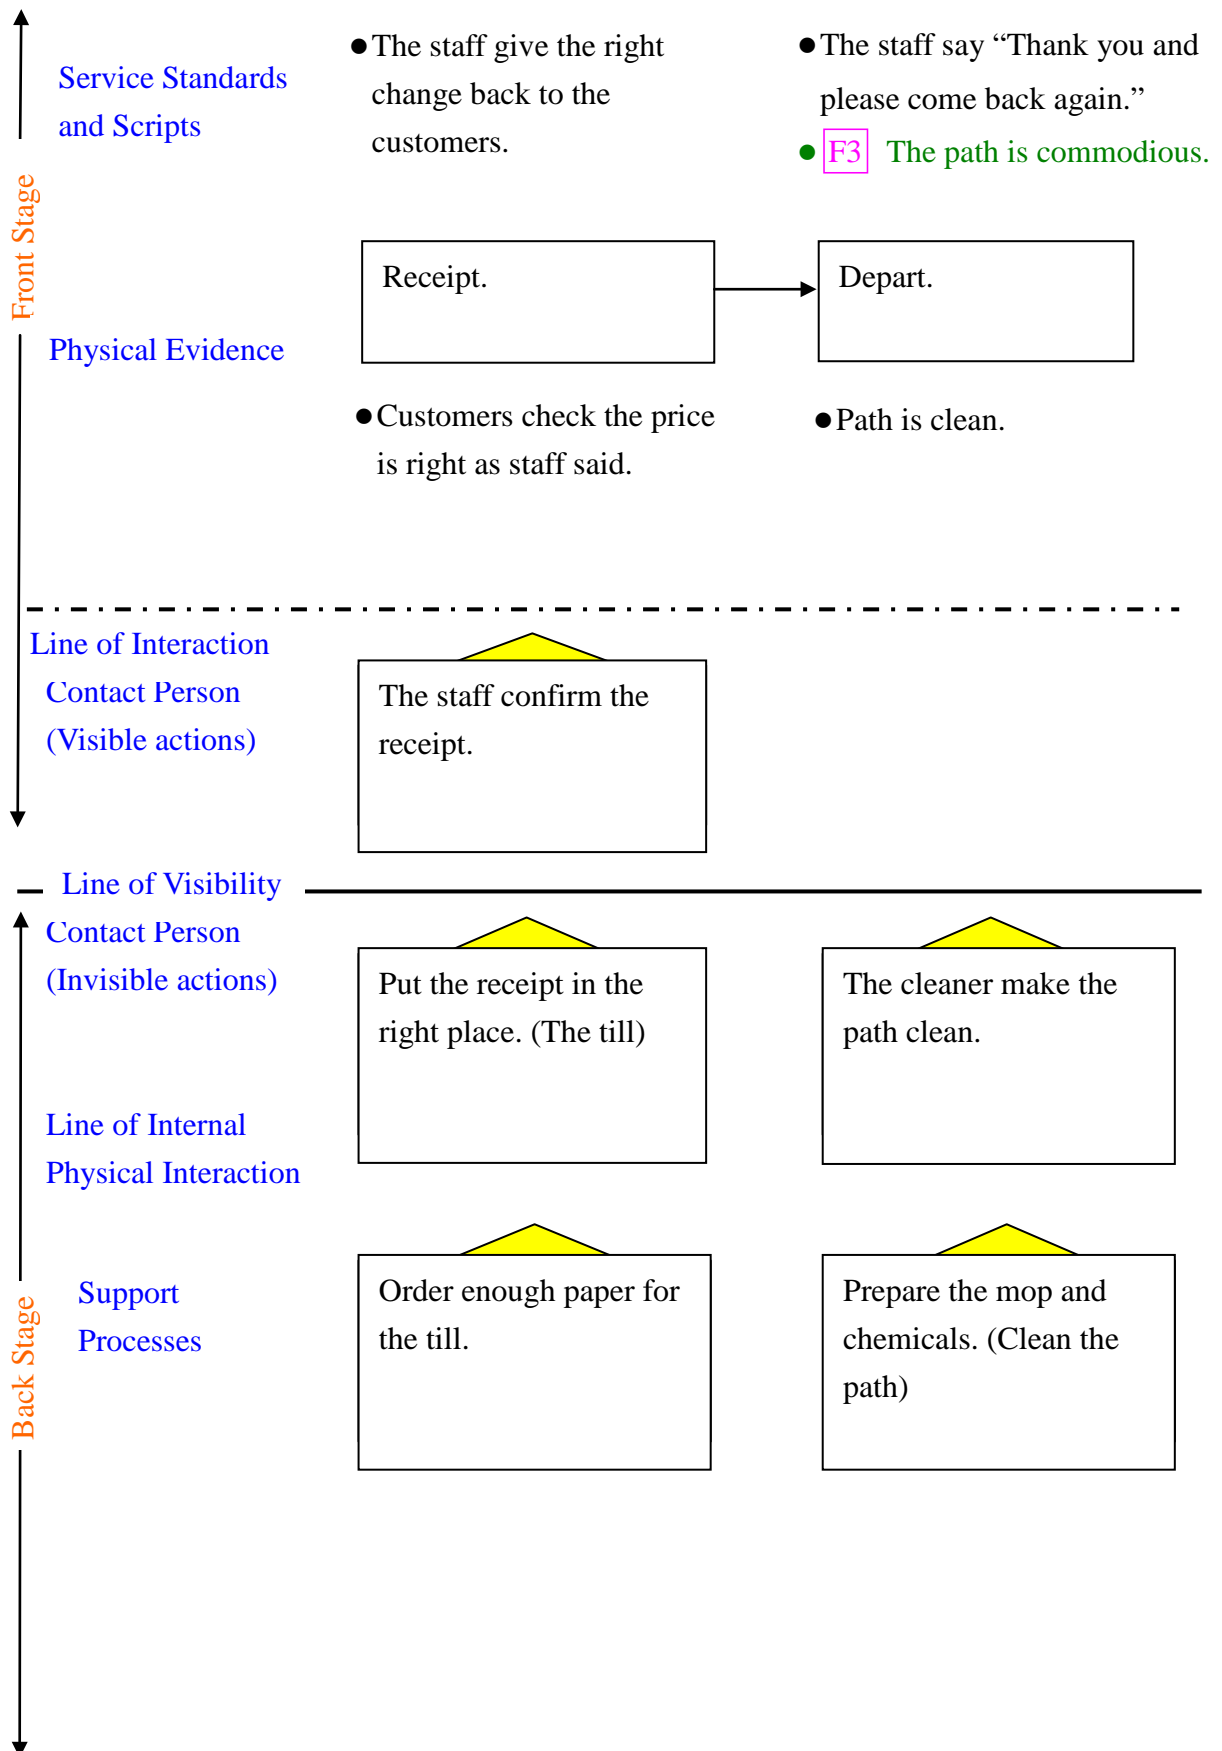 Service Standards
and Scripts
● The staff give the right
change back to the
customers.
● The staff say “Thank you and
please come back again.”
● F3 The path is commodious.
Front Stage
Receipt.
Depart.
Physical Evidence
● Customers check the price
is right as staff said.
● Path is clean.
Line of Interaction
Contact Person
(Visible actions)
The staff confirm the
receipt.
Line of Visibility
Contact Person
(Invisible actions)
Put the receipt in the
right place. (The till)
The cleaner make the
path clean.
Line of Internal
Physical Interaction
Back Stage
Support
Processes
Order enough paper for
the till.
Prepare the mop and
chemicals. (Clean the
path)